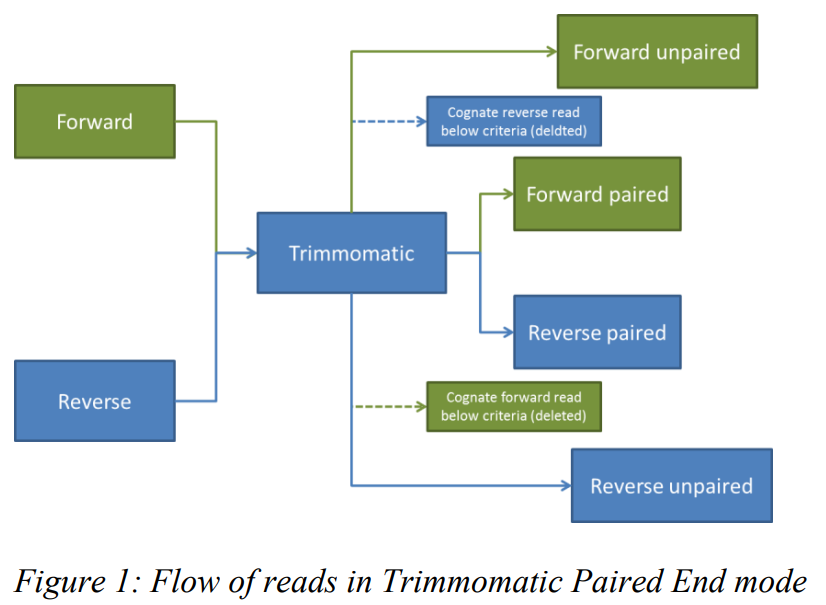 Forward unpaired
Forward
Cognate reverse read
below criteria (deldted)
Forward paired
Trimmomatic
Reverse paired
Reverse
Cognate forward read
below criteria (deleted)
Reverse unpaired
Figure 1: Flow of reads in Trimmomatic Paired End mode